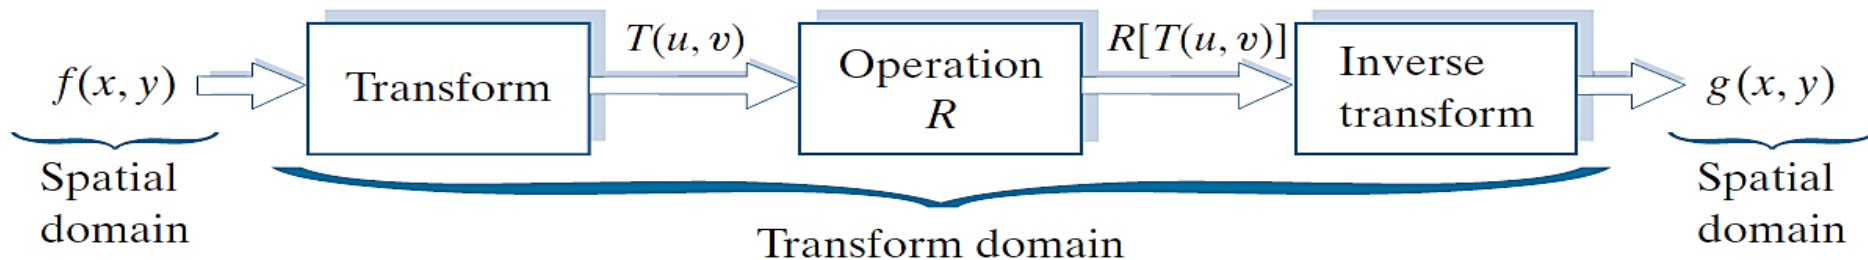 f(x, y)
Transform
T(u, v)
Operation
R
R[T(u, v)]
Inverse
transform
g(x, y)
Spatial
domain
Transform domain
Spatial
domain